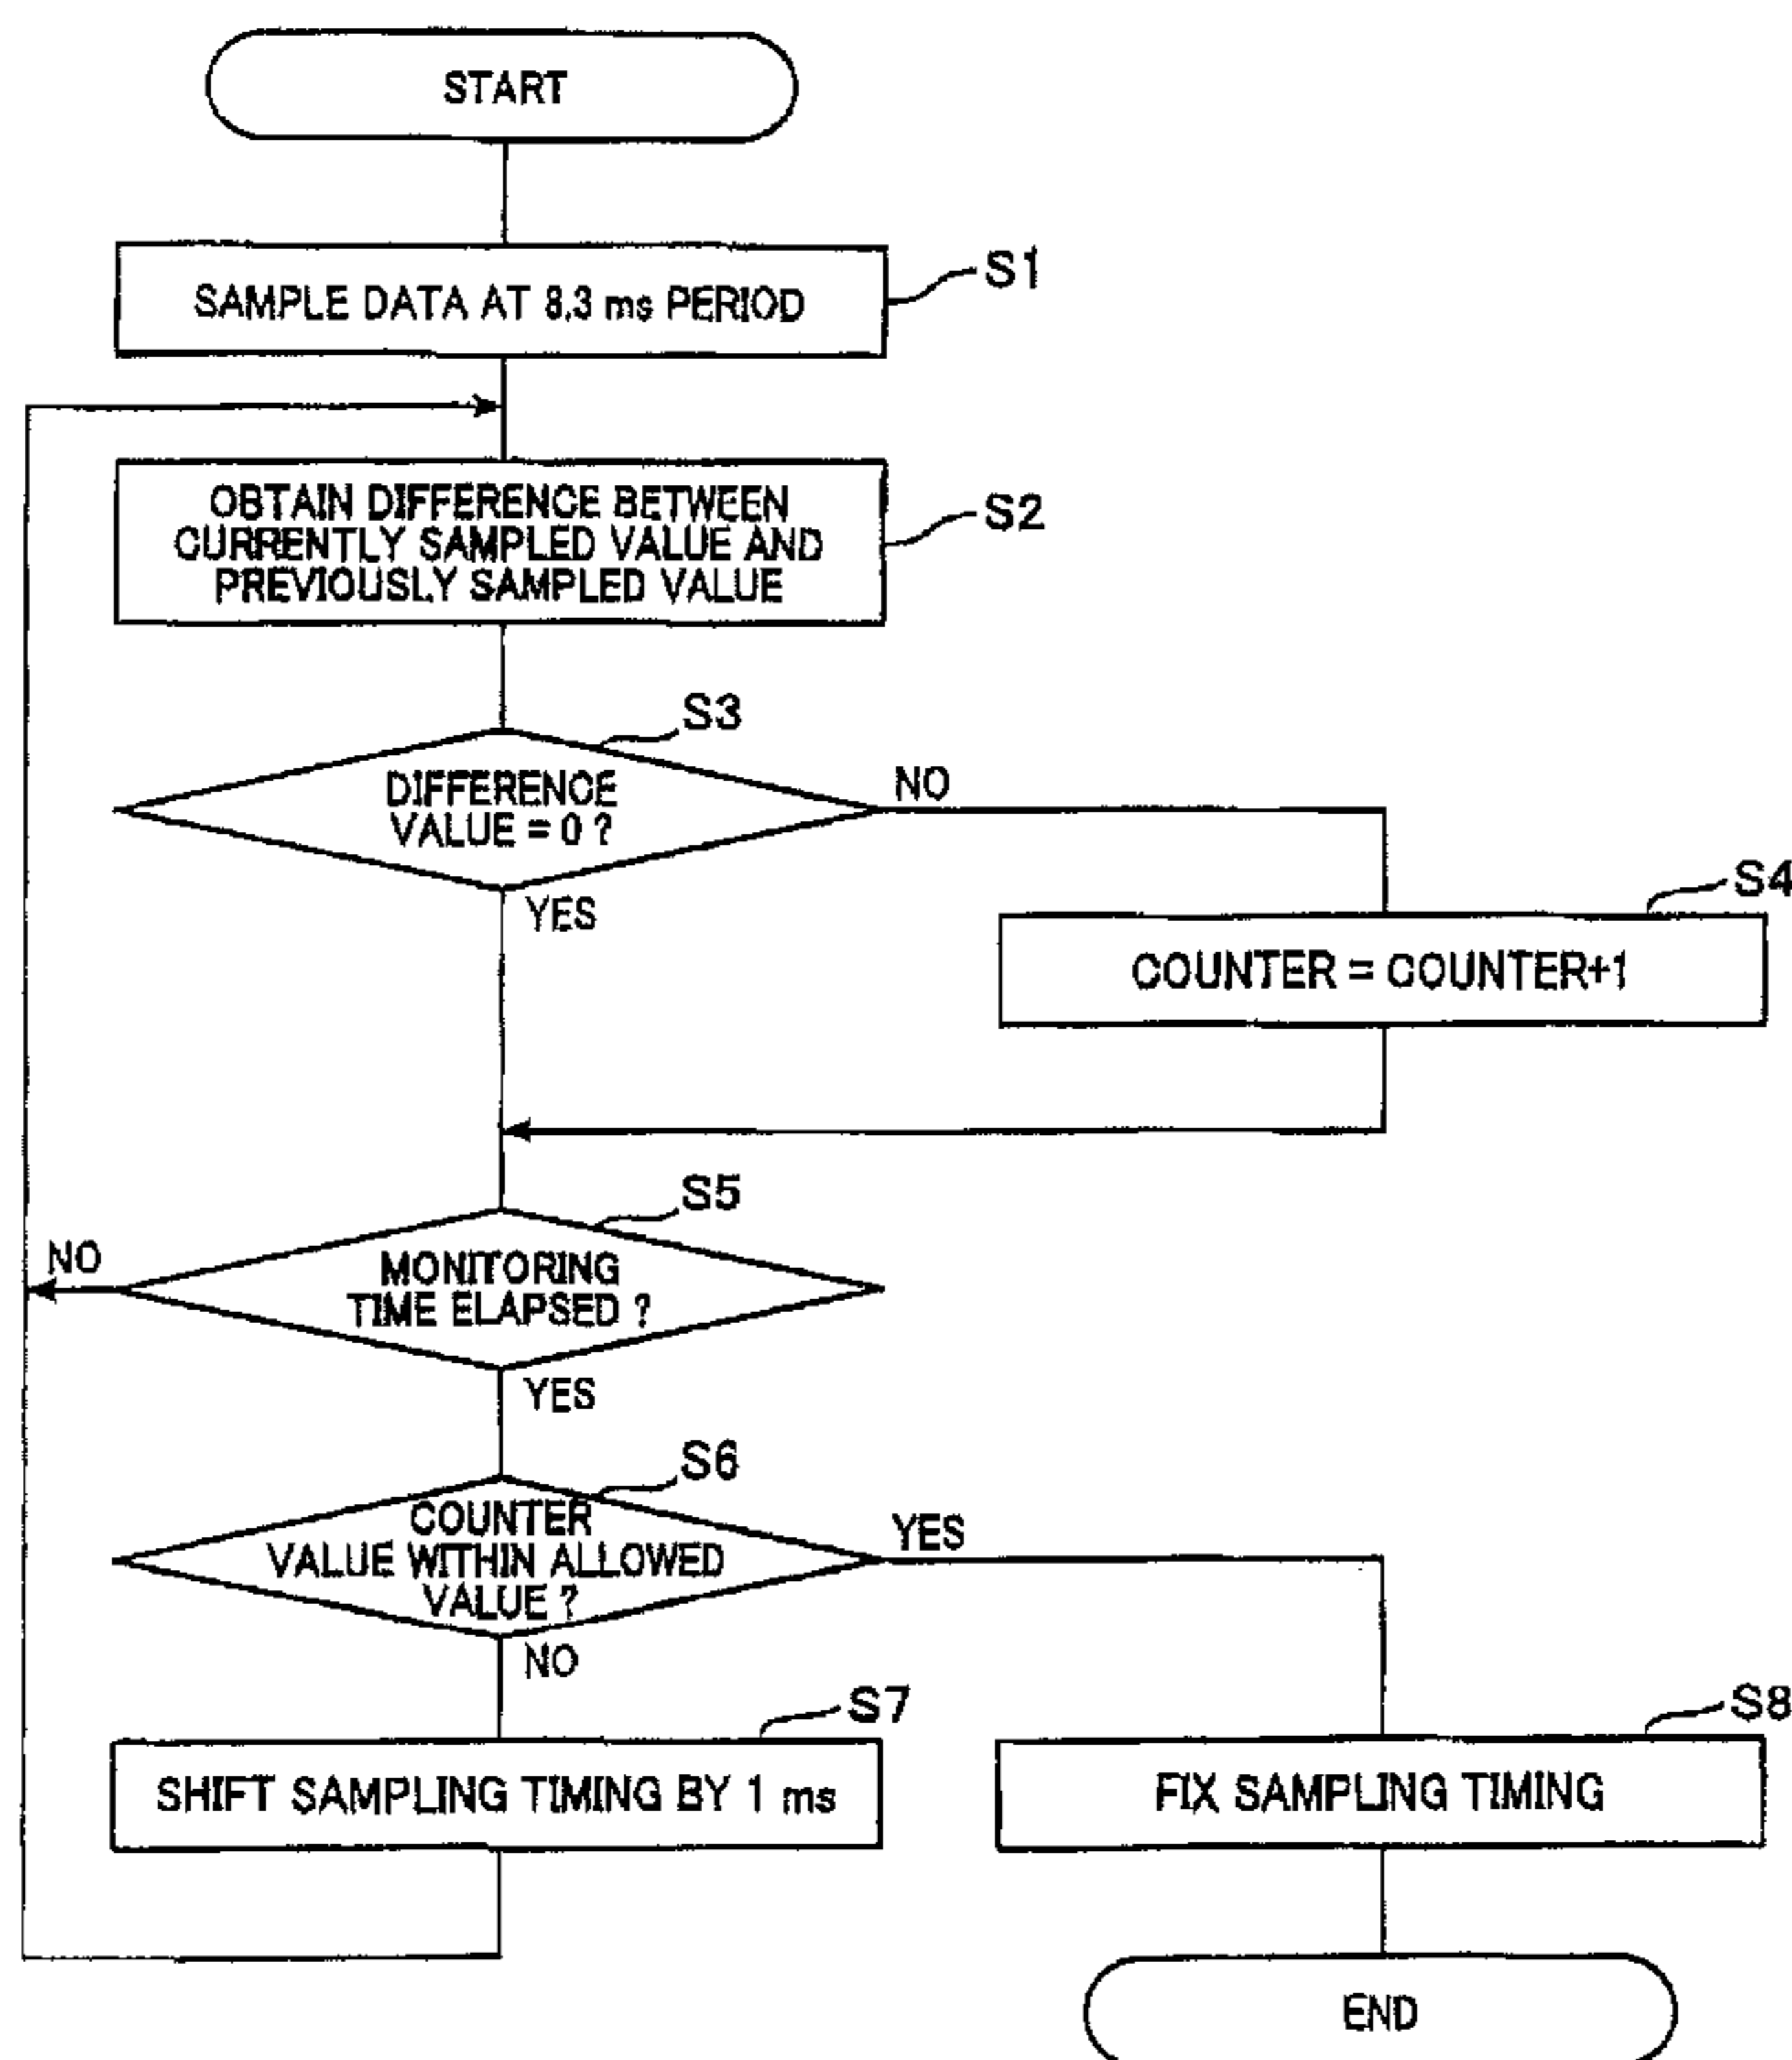 START
SAMPLE DATA AT 8.3 ms PERIOD
S1
OBTAIN DIFFERENCE BETWEEN
CURRENTLY SAMPLED VALUE AND
PREVIOUSLY SAMPLED VALUE
S2
S3
DIFFERENCE
VALUE = 0 ?
NO
YES
S4
COUNTER = COUNTER+1
S5
MONITORING
TIME ELAPSED ?
NO
YES
S6
COUNTER
VALUE WITHIN ALLOWED
VALUE ?
YES
NO
S7
SHIFT SAMPLING TIMING BY 1 ms
S8
FIX SAMPLING TIMING
END